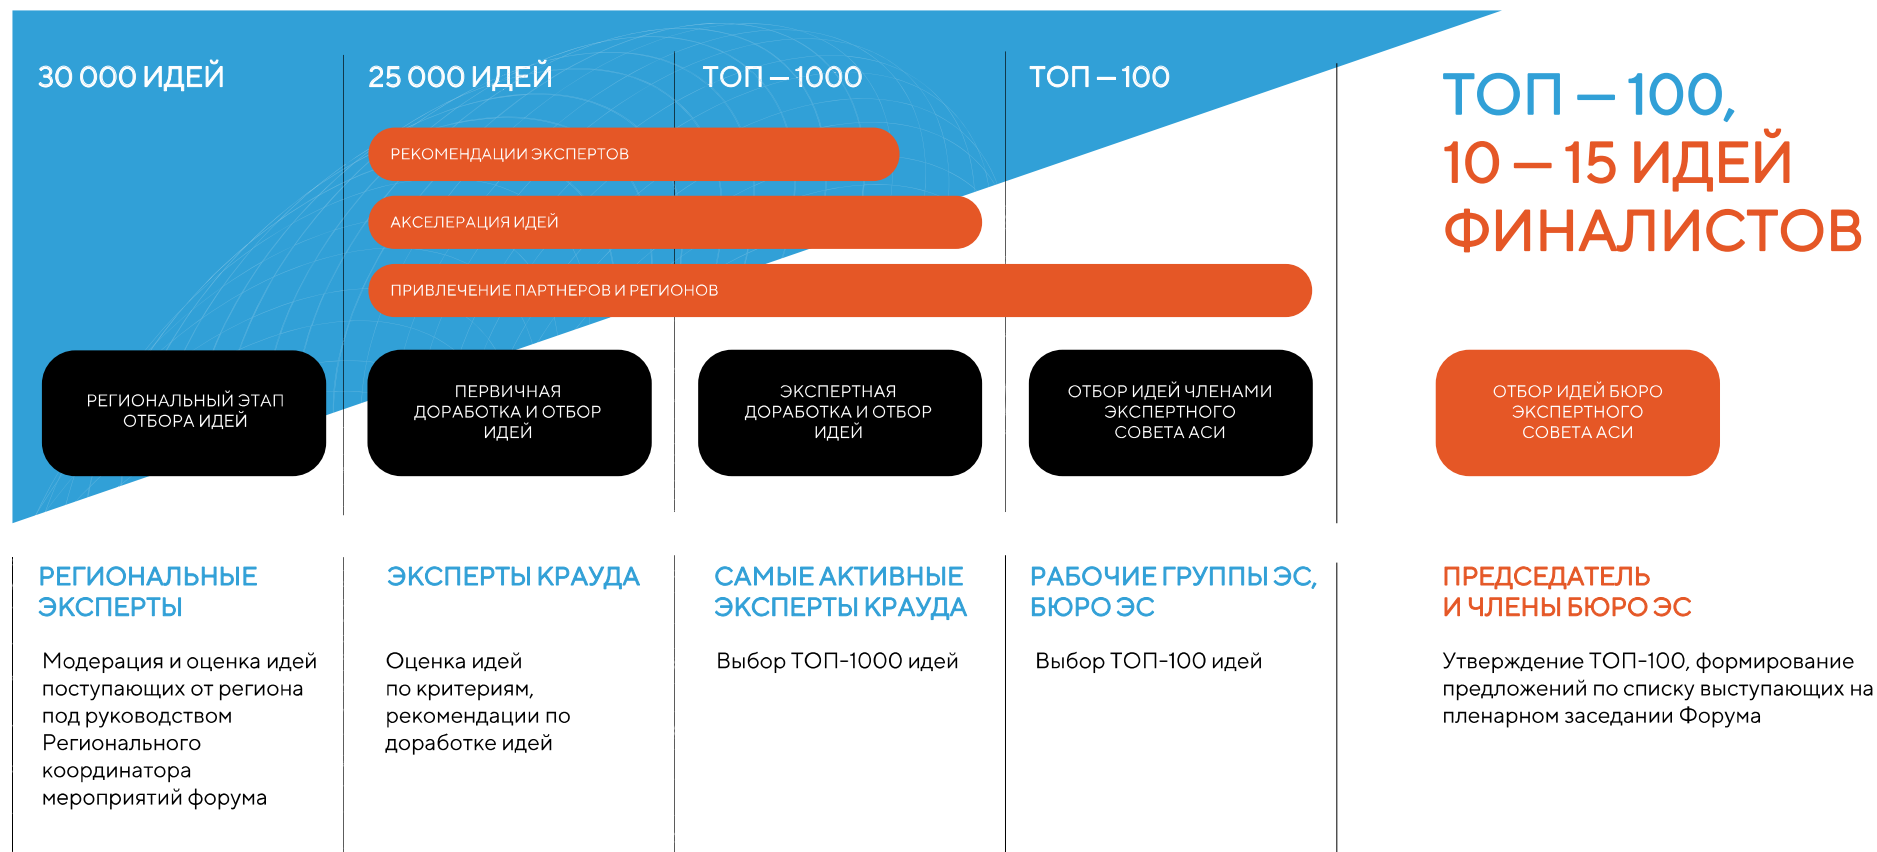 30 000 ИДЕЙ
25 000 ИДЕЙ
ТОП — 1000
ТОП — 100
ТОП — 100,
10 — 15 ИДЕЙ
ФИНАЛИСТОВ
РЕКОМЕНДАЦИИ ЭКСПЕРТОВ
АКСЕЛЕРАЦИЯ ИДЕЙ
ПРИВЛЕЧЕНИЕ ПАРТНЕРОВ И РЕГИОНОВ
РЕГИОНАЛЬНЫЙ ЭТАП
ОТБОРА ИДЕЙ
ПЕРВИЧНАЯ
ДОРАБОТКА И ОТБОР
ИДЕЙ
ЭКСПЕРТНАЯ
ДОРАБОТКА И ОТБОР
ИДЕЙ
ОТБОР ИДЕЙ ЧЛЕНАМИ
ЭКСПЕРТНОГО
СОВЕТА АСИ
ОТБОР ИДЕЙ БЮРО
ЭКСПЕРТНОГО
СОВЕТА АСИ
РЕГИОНАЛЬНЫЕ
ЭКСПЕРТЫ
Модерация и оценка идей
поступающих от региона
под руководством
Регионального
координатора
мероприятий форума
ЭКСПЕРТЫ КРАУДА
Оценка идей
по критериям,
рекомендации по
доработке идей
САМЫЕ АКТИВНЫЕ
ЭКСПЕРТЫ КРАУДА
Выбор ТОП-1000 идей
РАБОЧИЕ ГРУППЫ ЭС,
БЮРО ЭС
Выбор ТОП-100 идей
ПРЕДСЕДАТЕЛЬ
И ЧЛЕНЫ БЮРО ЭС
Утверждение ТОП-100, формирование
предложений по списку выступающих на
пленарном заседании Форума